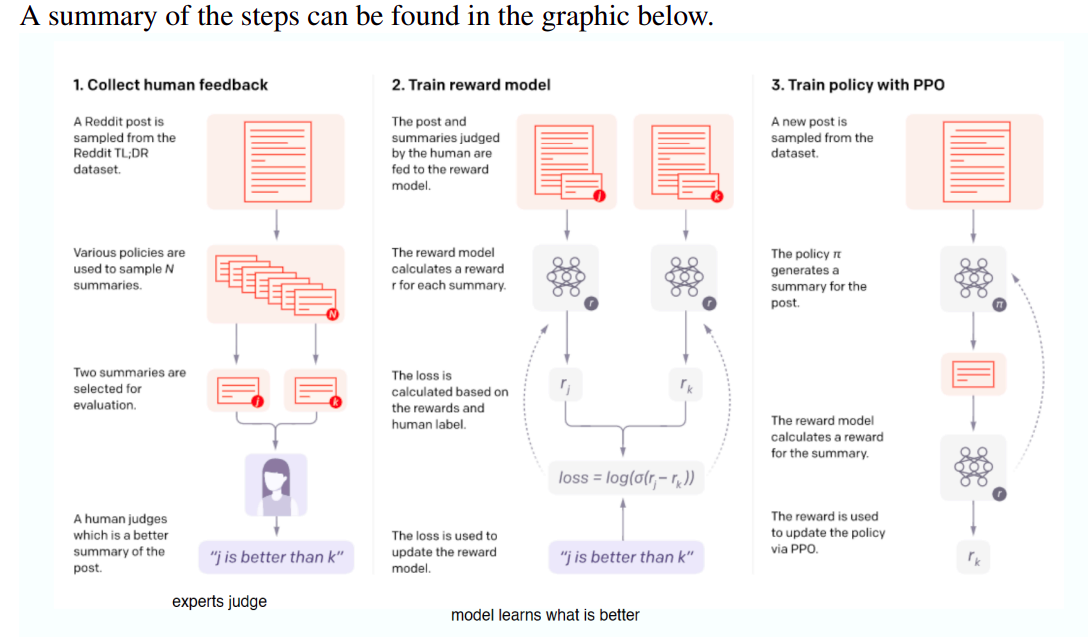 A summary of the steps can be found in the graphic below.
1. Collect human feedback
A Reddit post is
sampled from the
Reddit TL;DR
dataset.
Various policies are
used to sample N
summaries.
N
Two summaries are
selected for
evaluation.
j
k
A human judges
which is a better
summary of the
post.
"j is better than k"
experts judge
2. Train reward model
The post and
summaries judged
by the human are
fed to the reward
model.
j
k
The reward model
calculates a reward
r for each summary.
r
r
The loss is
calculated based on
the rewards and
human label.
rj
rk
loss = log(σ(rj – rk))
The loss is used to
update the reward
model.
"j is better than k"
model learns what is better
3. Train policy with PPO
A new post is
sampled from the
dataset.
The policy π
generates a
summary for the
post.
π
The reward model
calculates a reward
for the summary.
r
The reward is used
to update the policy
via PPO.
rk